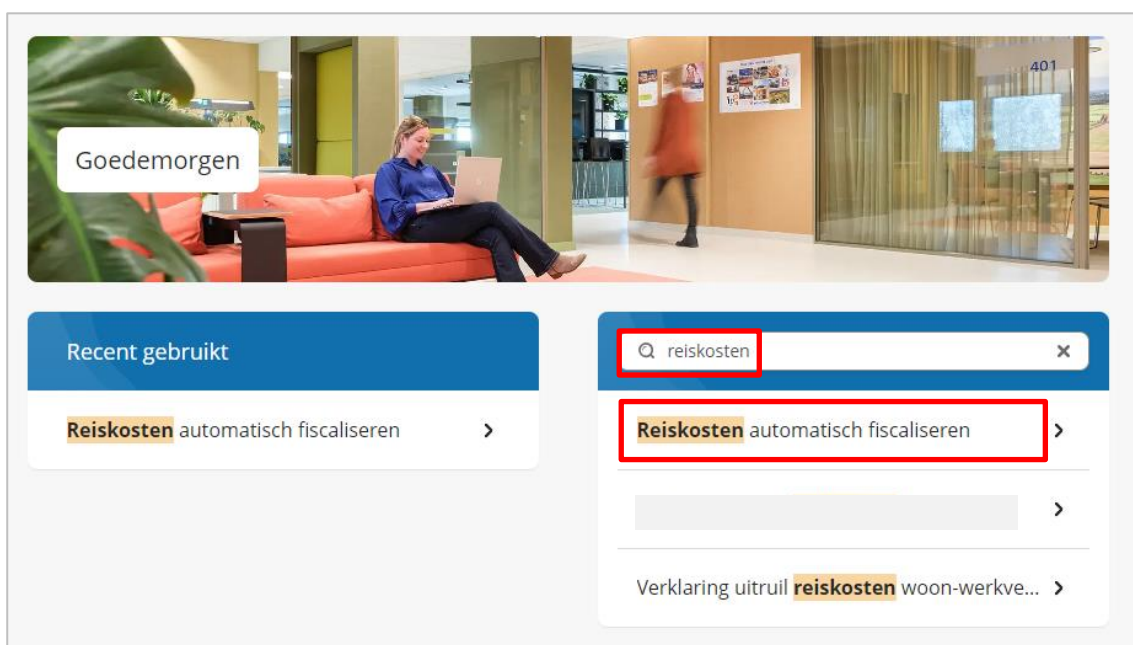 401
Goedemorgen
Recent gebruikt
Reiskosten automatisch fiscaliseren
reiskosten
Reiskosten automatisch fiscaliseren
Verklaring uitruil reiskosten woon-werkve...